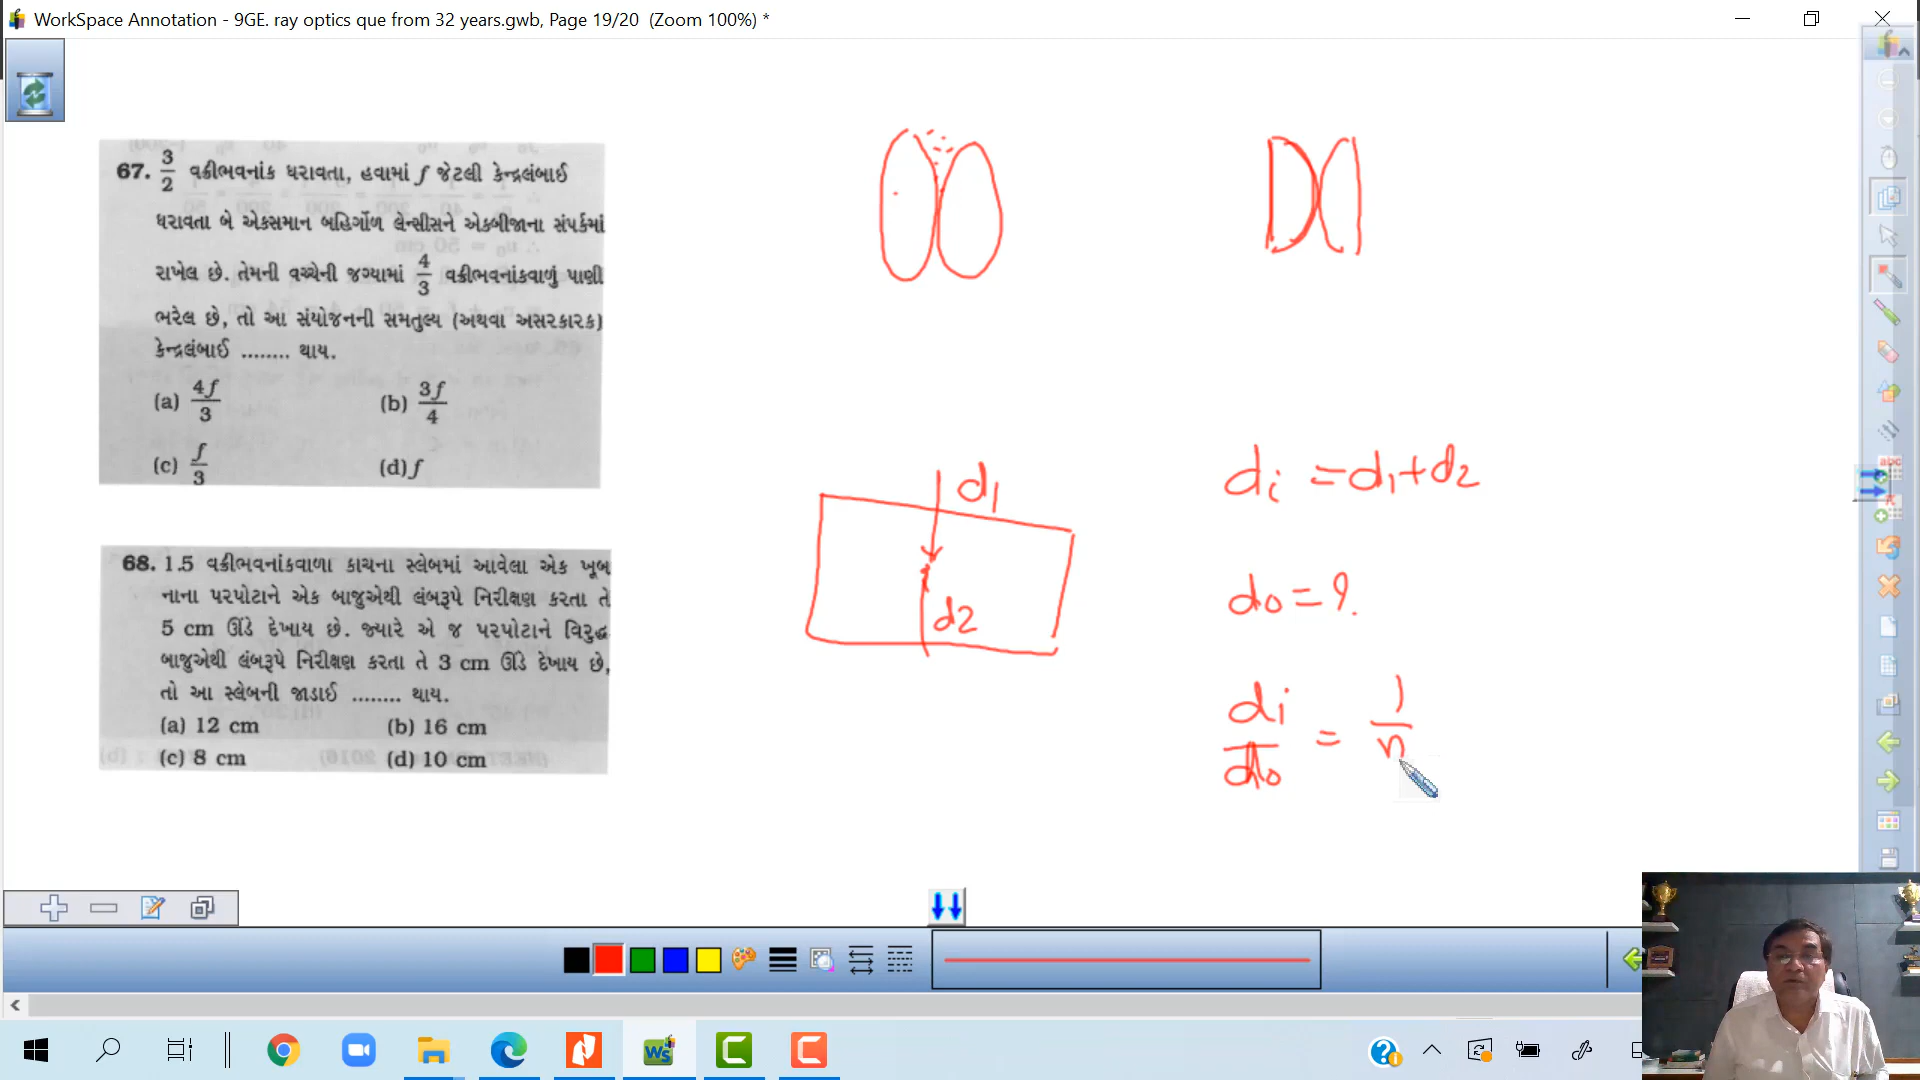 WorkSpace Annotation - 9GE. ray optics que from 32 years.gwb, Page 19/20 (Zoom 100%) *
67. 3/2 વક્રીભવનાંક ધરાવતા, હવામાં f જેટલી કેન્દ્રલંબાઈ
ધરાવતા બે એકસમાન બહિર્ગોળ લેન્સીસને એકબીજાના સંપર્કમાં
રાખેલ છે. તેમની વચ્ચેની જગ્યામાં 4/3 વક્રીભવનાંકવાળું પાણી
ભરેલ છે, તો આ સંયોજનની સમતુલ્ય (અથવા અસરકારક)
કેન્દ્રલંબાઈ ........ થાય.
(a) 4f/3 (b) 3f/4
(c) f/3 (d) f
68. 1.5 વક્રીભવનાંકવાળા કાચના સ્લેબમાં આવેલા એક ખૂબ
નાના પરપોટાને એક બાજુએથી લંબરૂપે નિરીક્ષણ કરતા તે
5 cm ઊંડે દેખાય છે. જ્યારે એ જ પરપોટાને વિરુદ્ધ
બાજુએથી લંબરૂપે નિરીક્ષણ કરતા તે 3 cm ઊંડે દેખાય છે,
તો આ સ્લેબની જાડાઈ ........ થાય.
(a) 12 cm (b) 16 cm
(c) 8 cm (d) 10 cm
d1
d2
di = d1+d2
do = ?
di/do = 1/n